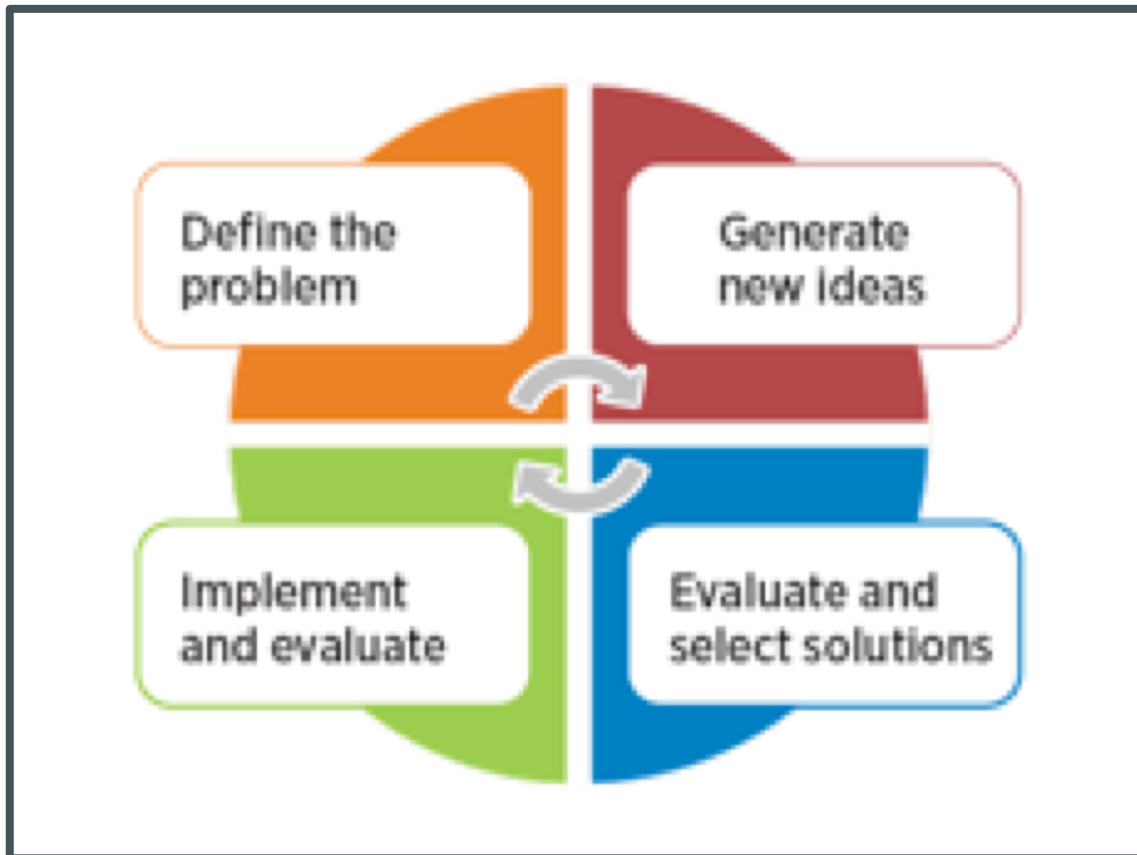 Define the
problem
Generate
new ideas
Implement
and evaluate
Evaluate and
select solutions